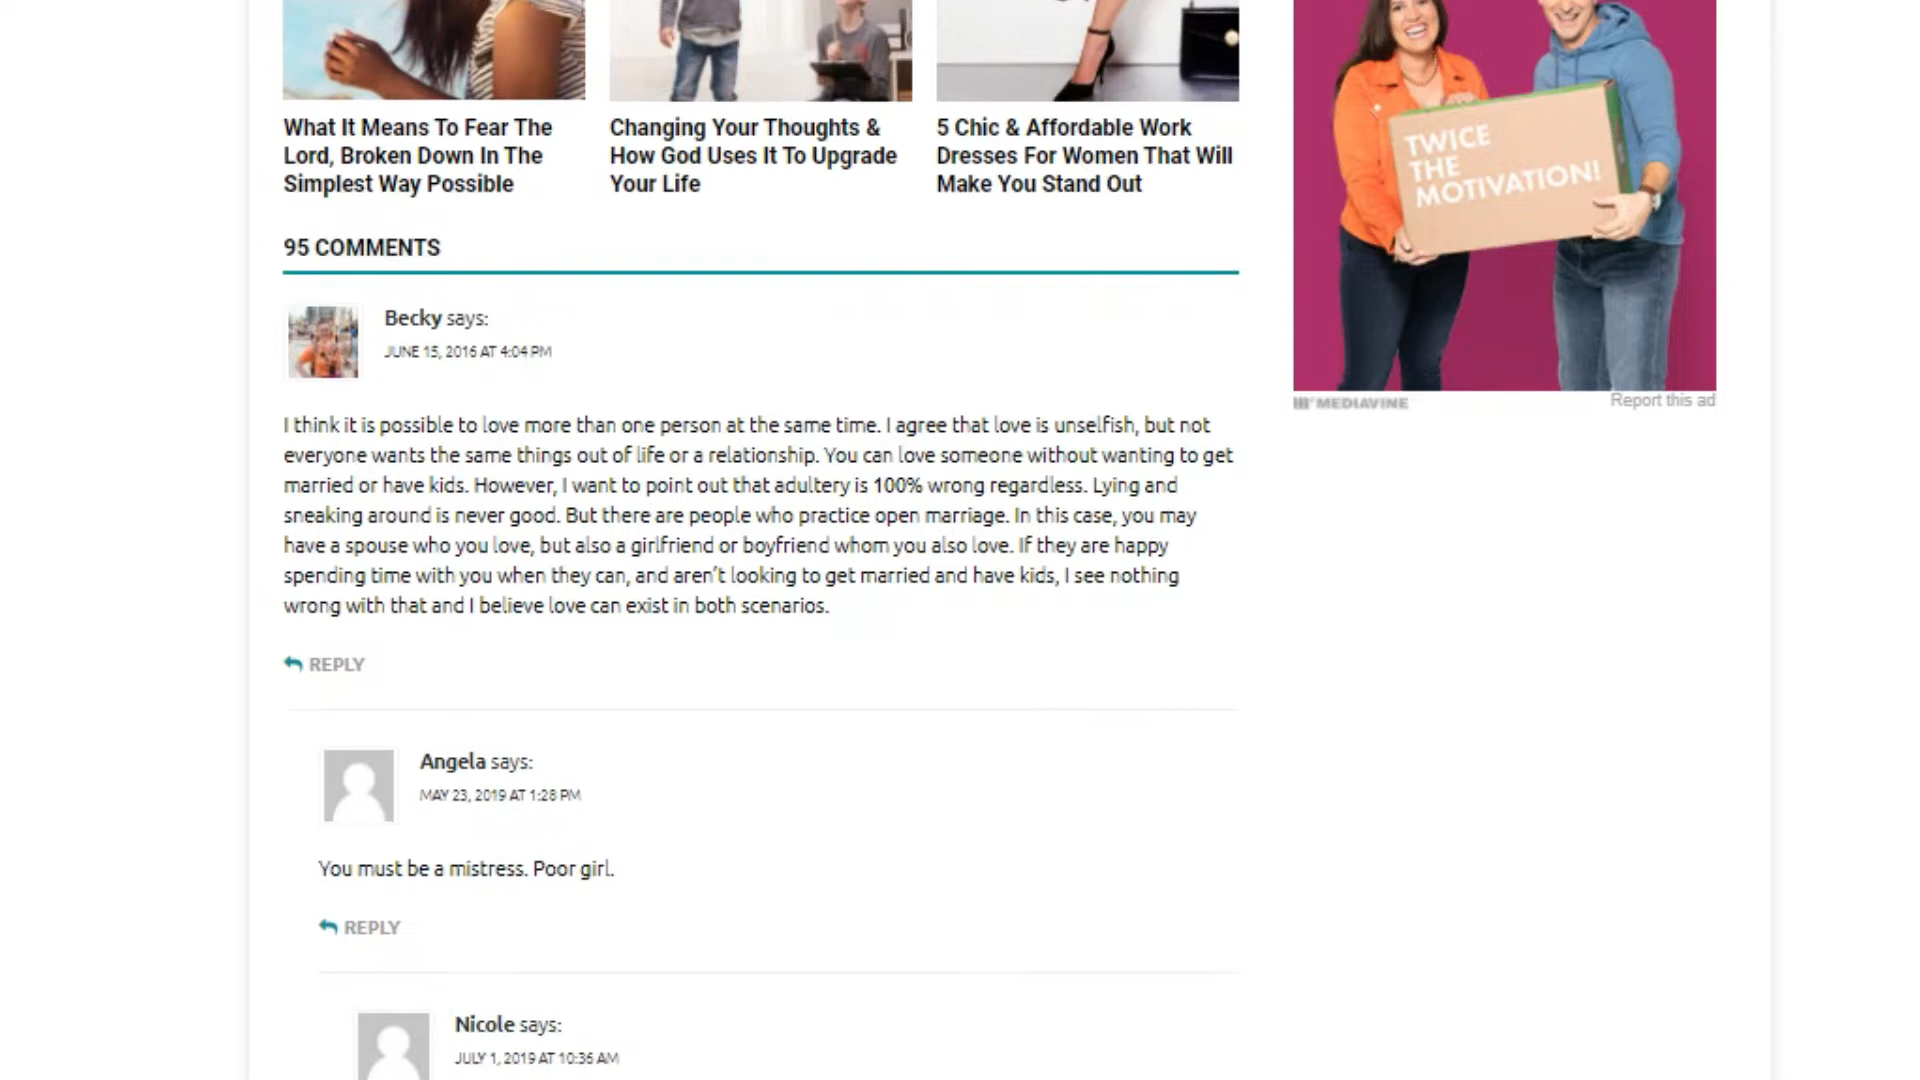 What It Means To Fear The
Lord, Broken Down In The
Simplest Way Possible
Changing Your Thoughts &
How God Uses It To Upgrade
Your Life
5 Chic & Affordable Work
Dresses For Women That Will
Make You Stand Out
TWICE
THE
MOTIVATION!
MEDIAVINE
Report this ad
95 COMMENTS
Becky says:
JUNE 15, 2016 AT 4:04 PM
I think it is possible to love more than one person at the same time. I agree that love is unselfish, but not
everyone wants the same things out of life or a relationship. You can love someone without wanting to get
married or have kids. However, I want to point out that adultery is 100% wrong regardless. Lying and
sneaking around is never good. But there are people who practice open marriage. In this case, you may
have a spouse who you love, but also a girlfriend or boyfriend whom you also love. If they are happy
spending time with you when they can, and aren’t looking to get married and have kids, I see nothing
wrong with that and I believe love can exist in both scenarios.
REPLY
Angela says:
MAY 23, 2019 AT 1:28 PM
You must be a mistress. Poor girl.
REPLY
Nicole says:
JULY 1, 2019 AT 10:36 AM